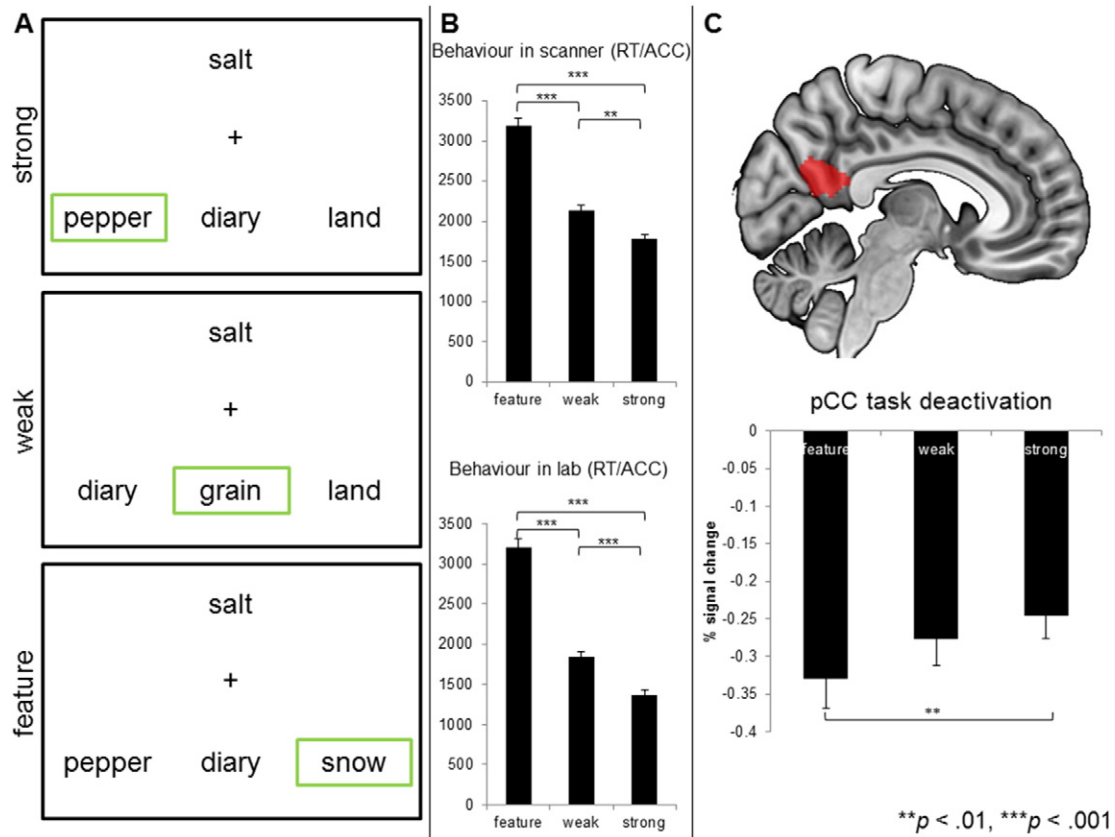 A
strong
salt
+
pepper diary land
weak
salt
+
diary grain land
feature
salt
+
pepper diary snow
B
Behaviour in scanner (RT/ACC)
***
***
**
3500
3000
2500
2000
1500
1000
500
0
feature weak strong
Behaviour in lab (RT/ACC)
***
***
***
3500
3000
2500
2000
1500
1000
500
0
feature weak strong
C
pCC task deactivation
0
-0.05
-0.1
-0.15
-0.2
-0.25
-0.3
-0.35
-0.4
% signal change
feature weak strong
**
**p < .01, ***p < .001